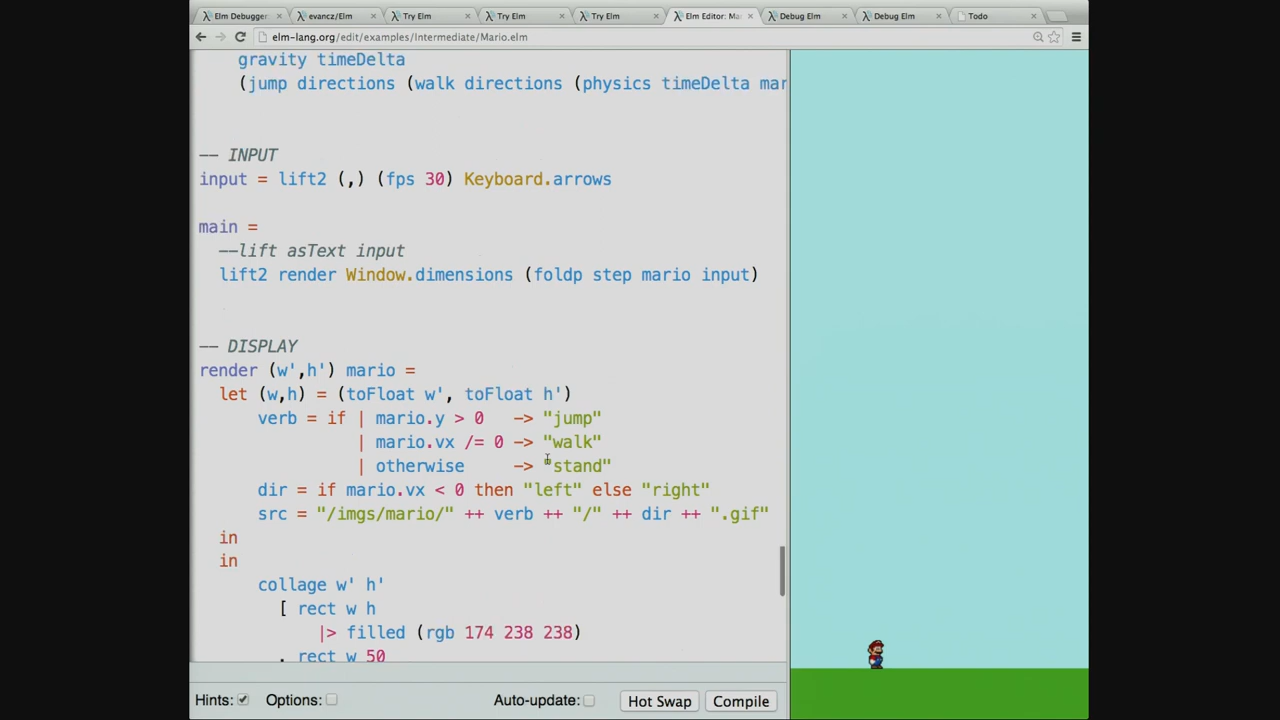 Elm Debugger
evancz/Elm
Try Elm
Try Elm
Try Elm
Elm Editor: Ma
Debug Elm
Debug Elm
Todo
elm-lang.org/edit/examples/Intermediate/Mario.elm
gravity timeDelta
(jump directions (walk directions (physics timeDelta mar
-- INPUT
input = lift2 (,) (fps 30) Keyboard.arrows
main =
--lift asText input
lift2 render Window.dimensions (foldp step mario input)
-- DISPLAY
render (w',h') mario =
let (w,h) = (toFloat w', toFloat h')
verb = if | mario.y > 0 -> "jump"
| mario.vx /= 0 -> "walk"
| otherwise -> "stand"
dir = if mario.vx < 0 then "left" else "right"
src = "/imgs/mario/" ++ verb ++ "/" ++ dir ++ ".gif"
in
in
collage w' h'
[ rect w h
|> filled (rgb 174 238 238)
, rect w 50
Hints: Options: Auto-update: Hot Swap Compile